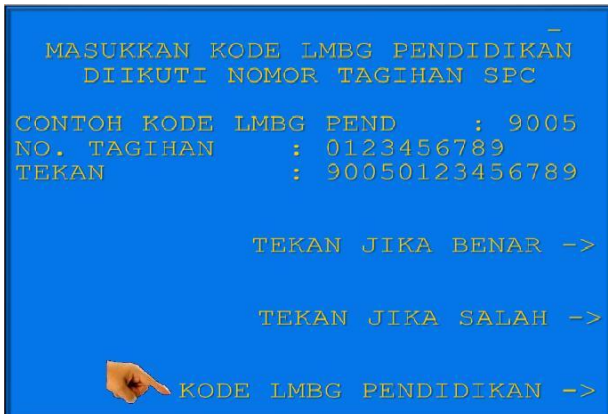 MASUKKAN KODE LMBG PENDIDIKAN
DIIKUTI NOMOR TAGIHAN SPC
CONTOH KODE LMBG PEND : 9005
NO. TAGIHAN : 0123456789
TEKAN : 90050123456789
TEKAN JIKA BENAR ->
TEKAN JIKA SALAH ->
KODE LMBG PENDIDIKAN ->